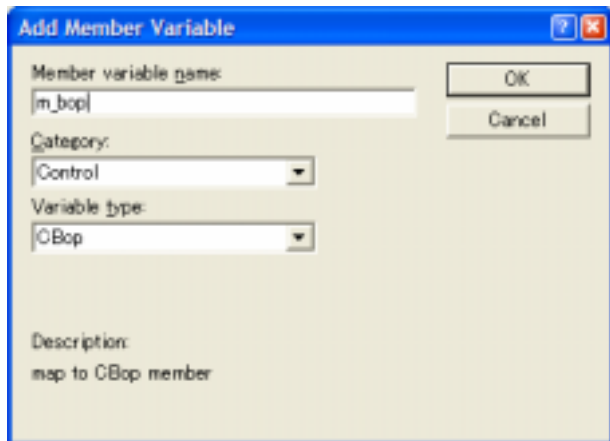 Add Member Variable
Member variable name:
m_bop
OK
Cancel
Category:
Control
Variable type:
CBop
Description:
map to CBop member